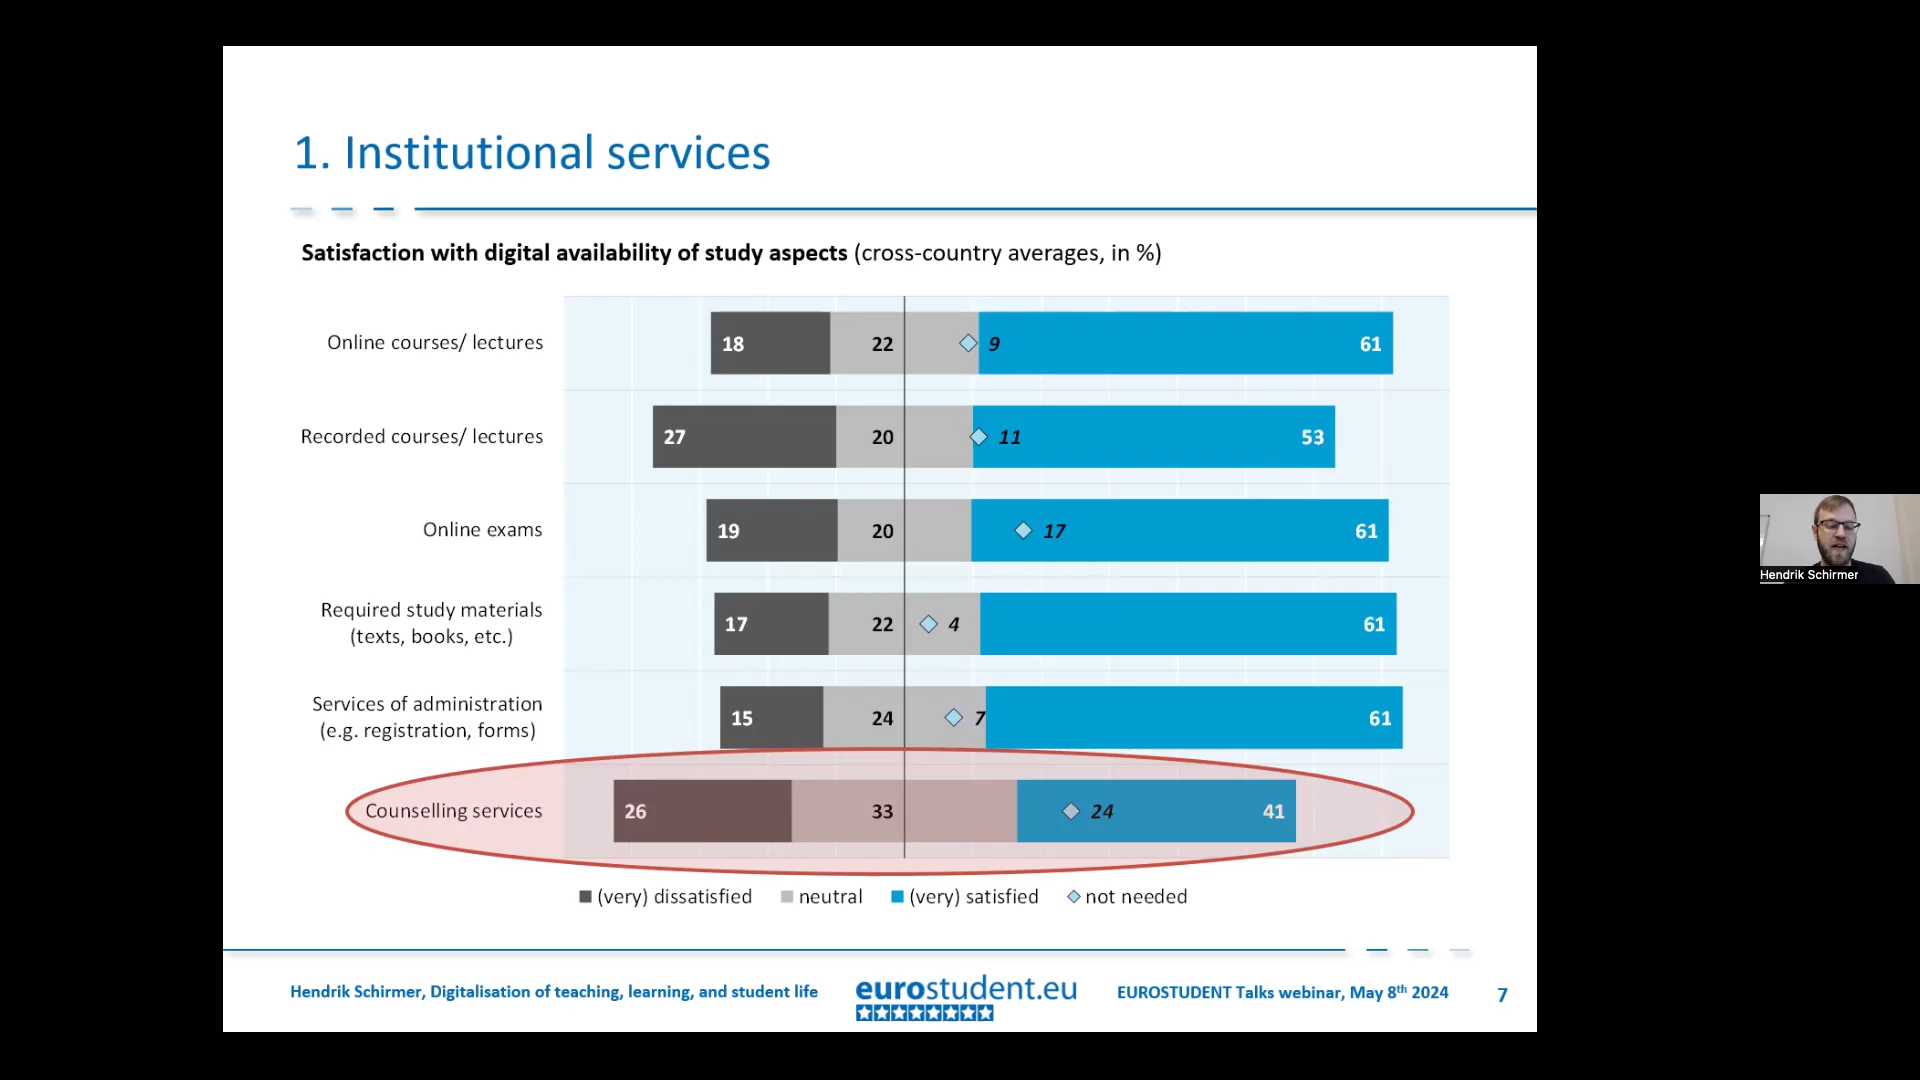 1. Institutional services
Satisfaction with digital availability of study aspects (cross-country averages, in %)
Online courses/ lectures
18 22 9 61
Recorded courses/ lectures
27 20 11 53
Online exams
19 20 17 61
Required study materials
(texts, books, etc.)
17 22 4 61
Services of administration
(e.g. registration, forms)
15 24 7 61
Counselling services
26 33 24 41
(very) dissatisfied neutral (very) satisfied not needed
Hendrik Schirmer, Digitalisation of teaching, learning, and student life
eurostudent.eu
EUROSTUDENT Talks webinar, May 8th 2024
7
Hendrik Schirmer